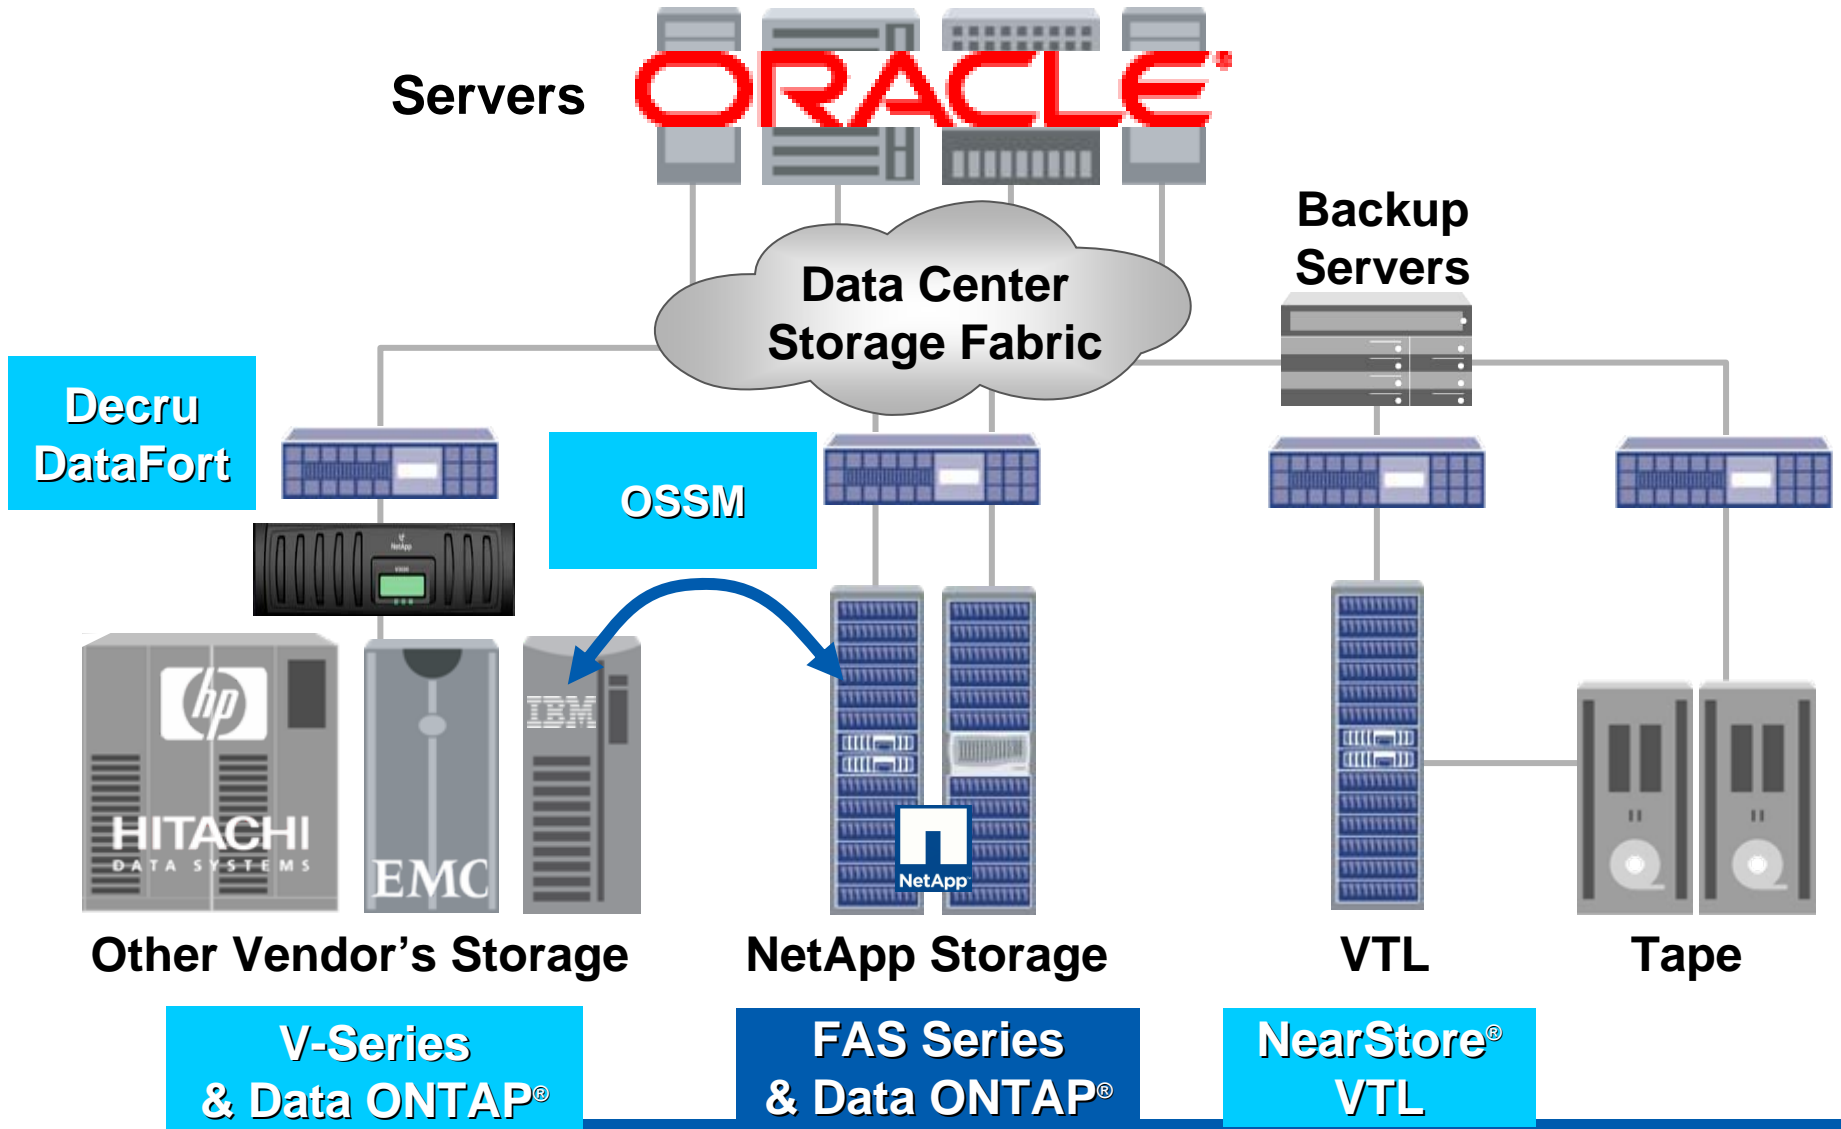 Servers
ORACLE®
Backup
Servers
Data Center
Storage Fabric
Decru
DataFort
OSSM
NetApp
hp
IBM
HITACHI
DATA SYSTEMS
EMC
NetApp
Other Vendor’s Storage
NetApp Storage
VTL
Tape
V-Series
& Data ONTAP®
FAS Series
& Data ONTAP®
NearStore®
VTL